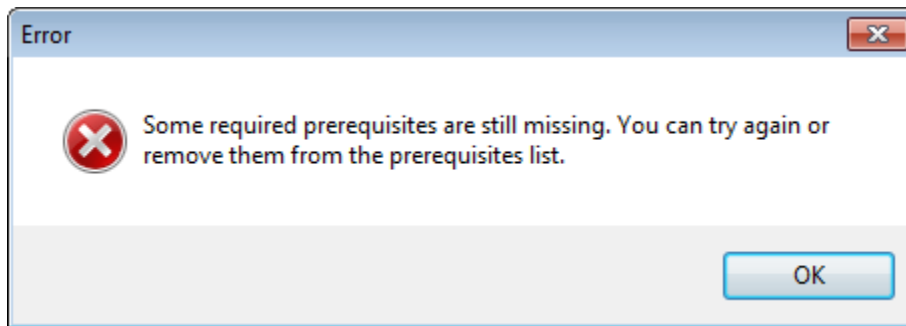 Error
Some required prerequisites are still missing. You can try again or
remove them from the prerequisites list.
OK